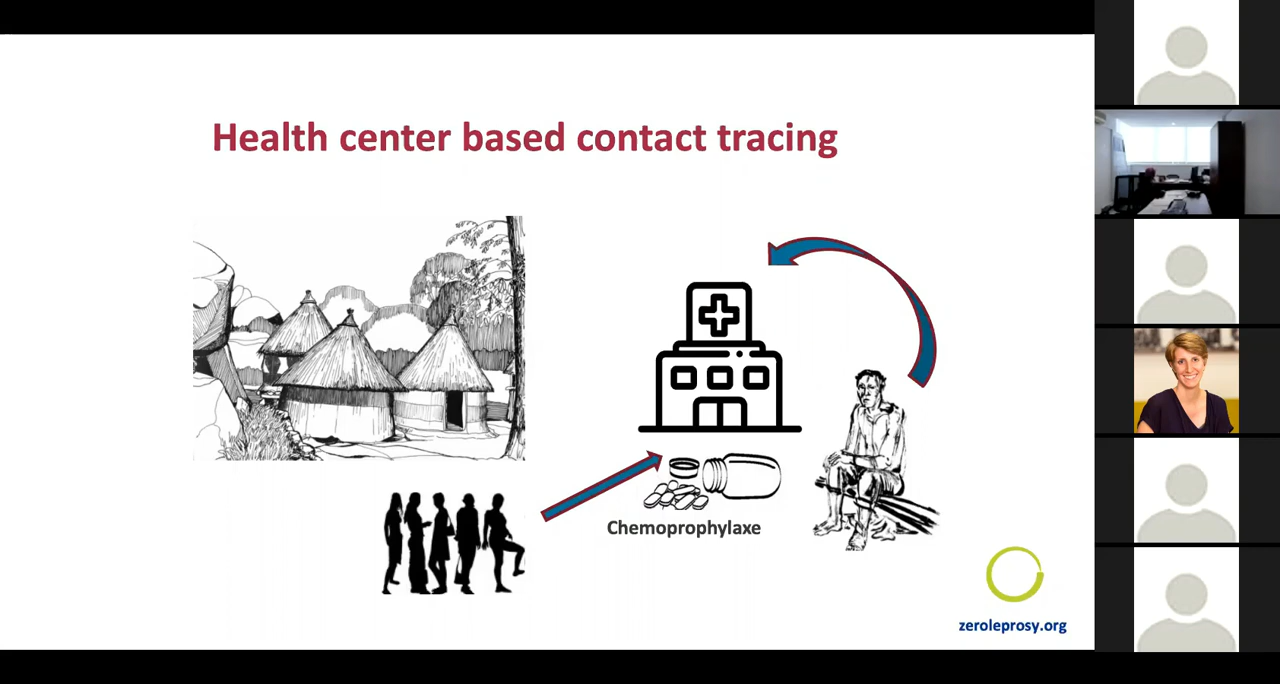 Health center based contact tracing
Chemoprophylaxe
zeroleprosy.org